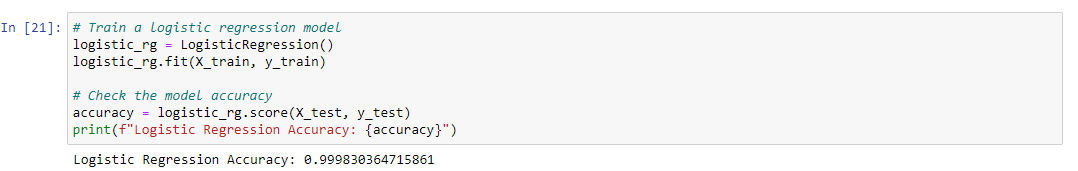 In [21]: # Train a logistic regression model
logistic_rg = LogisticRegression()
logistic_rg.fit(X_train, y_train)
# Check the model accuracy
accuracy = logistic_rg.score(X_test, y_test)
print(f"Logistic Regression Accuracy: {accuracy}")
Logistic Regression Accuracy: 0.999830364715861